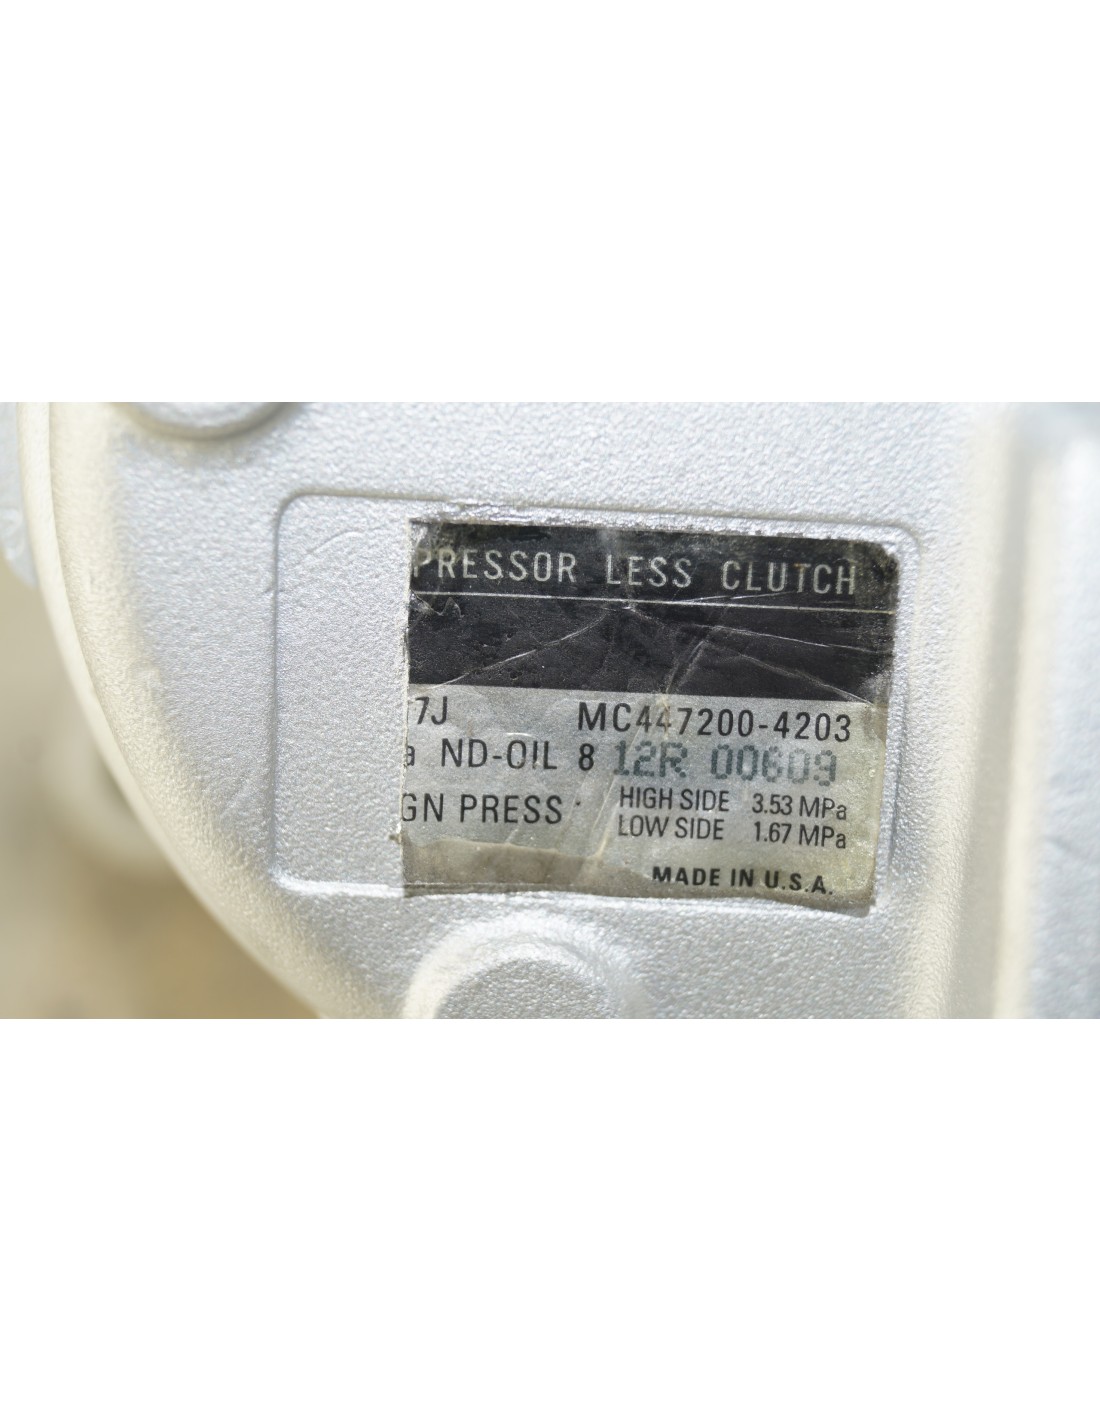 PRESSOR LESS CLUTCH
7J MC447200-4203
a ND-OIL 8 12R 00609
GN PRESS HIGH SIDE 3.53 MPa
LOW SIDE 1.67 MPa
MADE IN U.S.A.